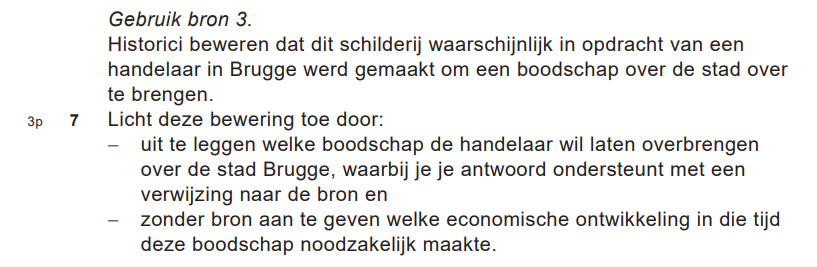 Gebruik bron 3.
Historici beweren dat dit schilderij waarschijnlijk in opdracht van een
handelaar in Brugge werd gemaakt om een boodschap over de stad over
te brengen.
3p 7 Licht deze bewering toe door:
– uit te leggen welke boodschap de handelaar wil laten overbrengen
over de stad Brugge, waarbij je je antwoord ondersteunt met een
verwijzing naar de bron en
– zonder bron aan te geven welke economische ontwikkeling in die tijd
deze boodschap noodzakelijk maakte.